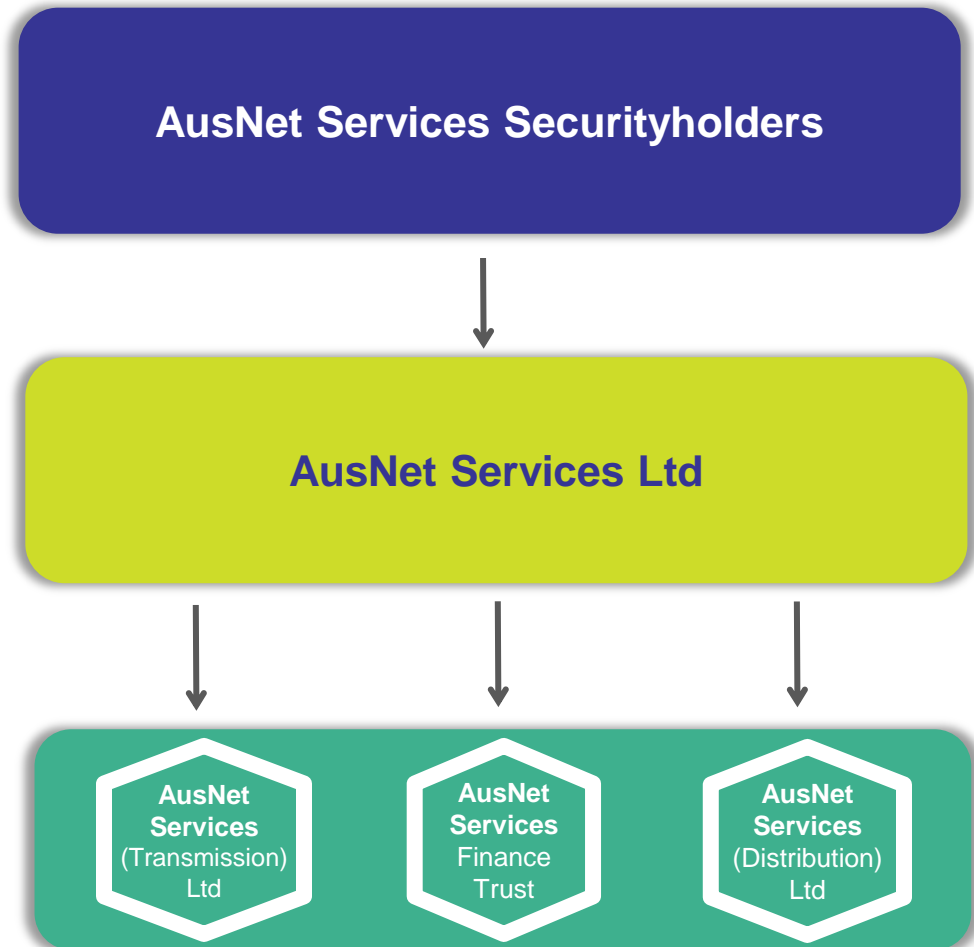 AusNet Services Securityholders
AusNet Services Ltd
AusNet
Services
(Transmission)
Ltd
AusNet
Services
Finance
Trust
AusNet
Services
(Distribution)
Ltd